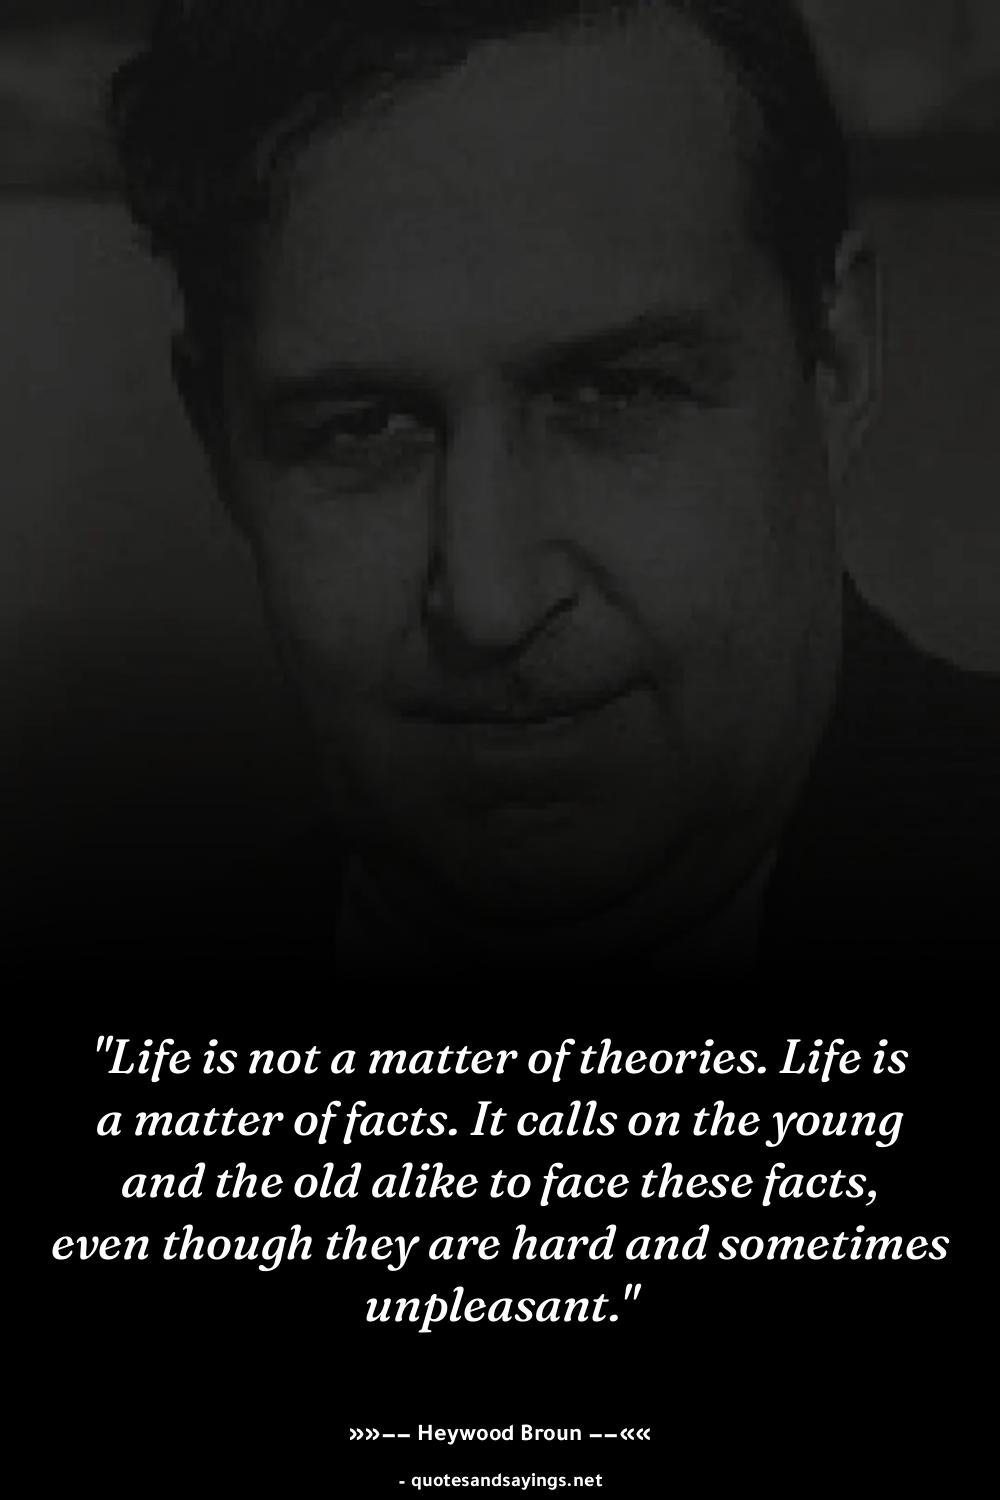 "Life is not a matter of theories. Life is
a matter of facts. It calls on the young
and the old alike to face these facts,
even though they are hard and sometimes
unpleasant."
»»–– Heywood Broun ––««
- quotesandsayings.net